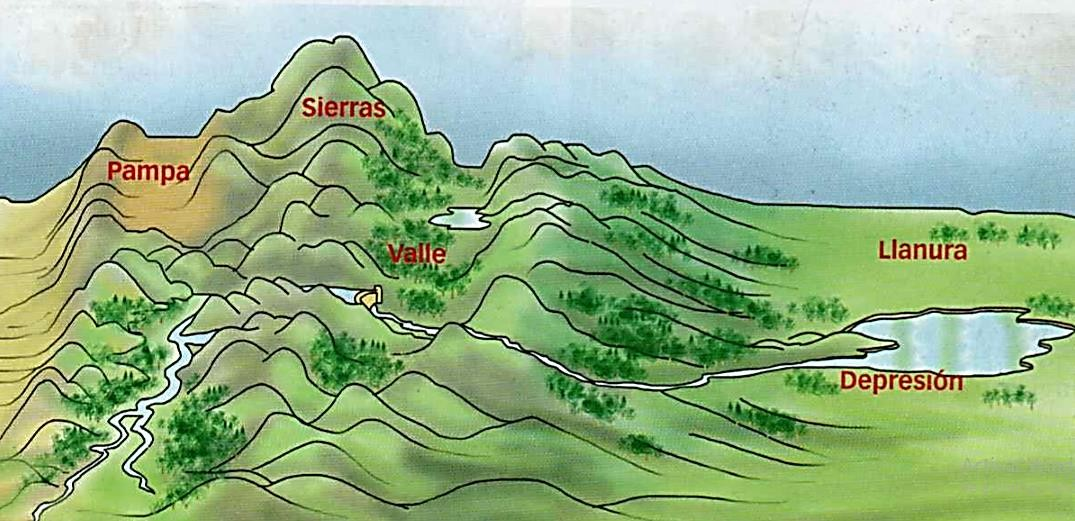 Sierras
Pampa
Valle
Llanura
Depresión